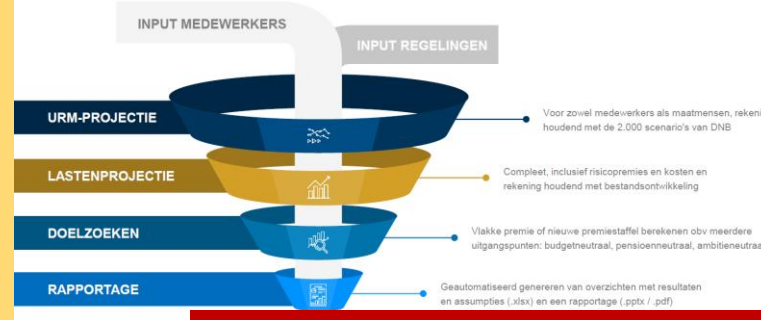 INPUT MEDEWERKERS
INPUT REGELINGEN
URM-PROJECTIE
Voor zowel medewerkers als maatmensen,
houdend met de 2.000 scenario's van DNB
LASTENPROJECTIE
Compleet, inclusief risicopremies en kosten en
rekening houdend met bestandsontwikkeling
DOELZOEKEN
Vlakke premie of nieuwe premiestaffel berekenen obv meerdere
uitgangspunten: budgetneutraal, pensioenneutraal,
RAPPORTAGE
Geautomatiseerd genereren van overzichten met resultaten
en assumpties (.xlsx) en een rapportage (.pptx / .pdf)